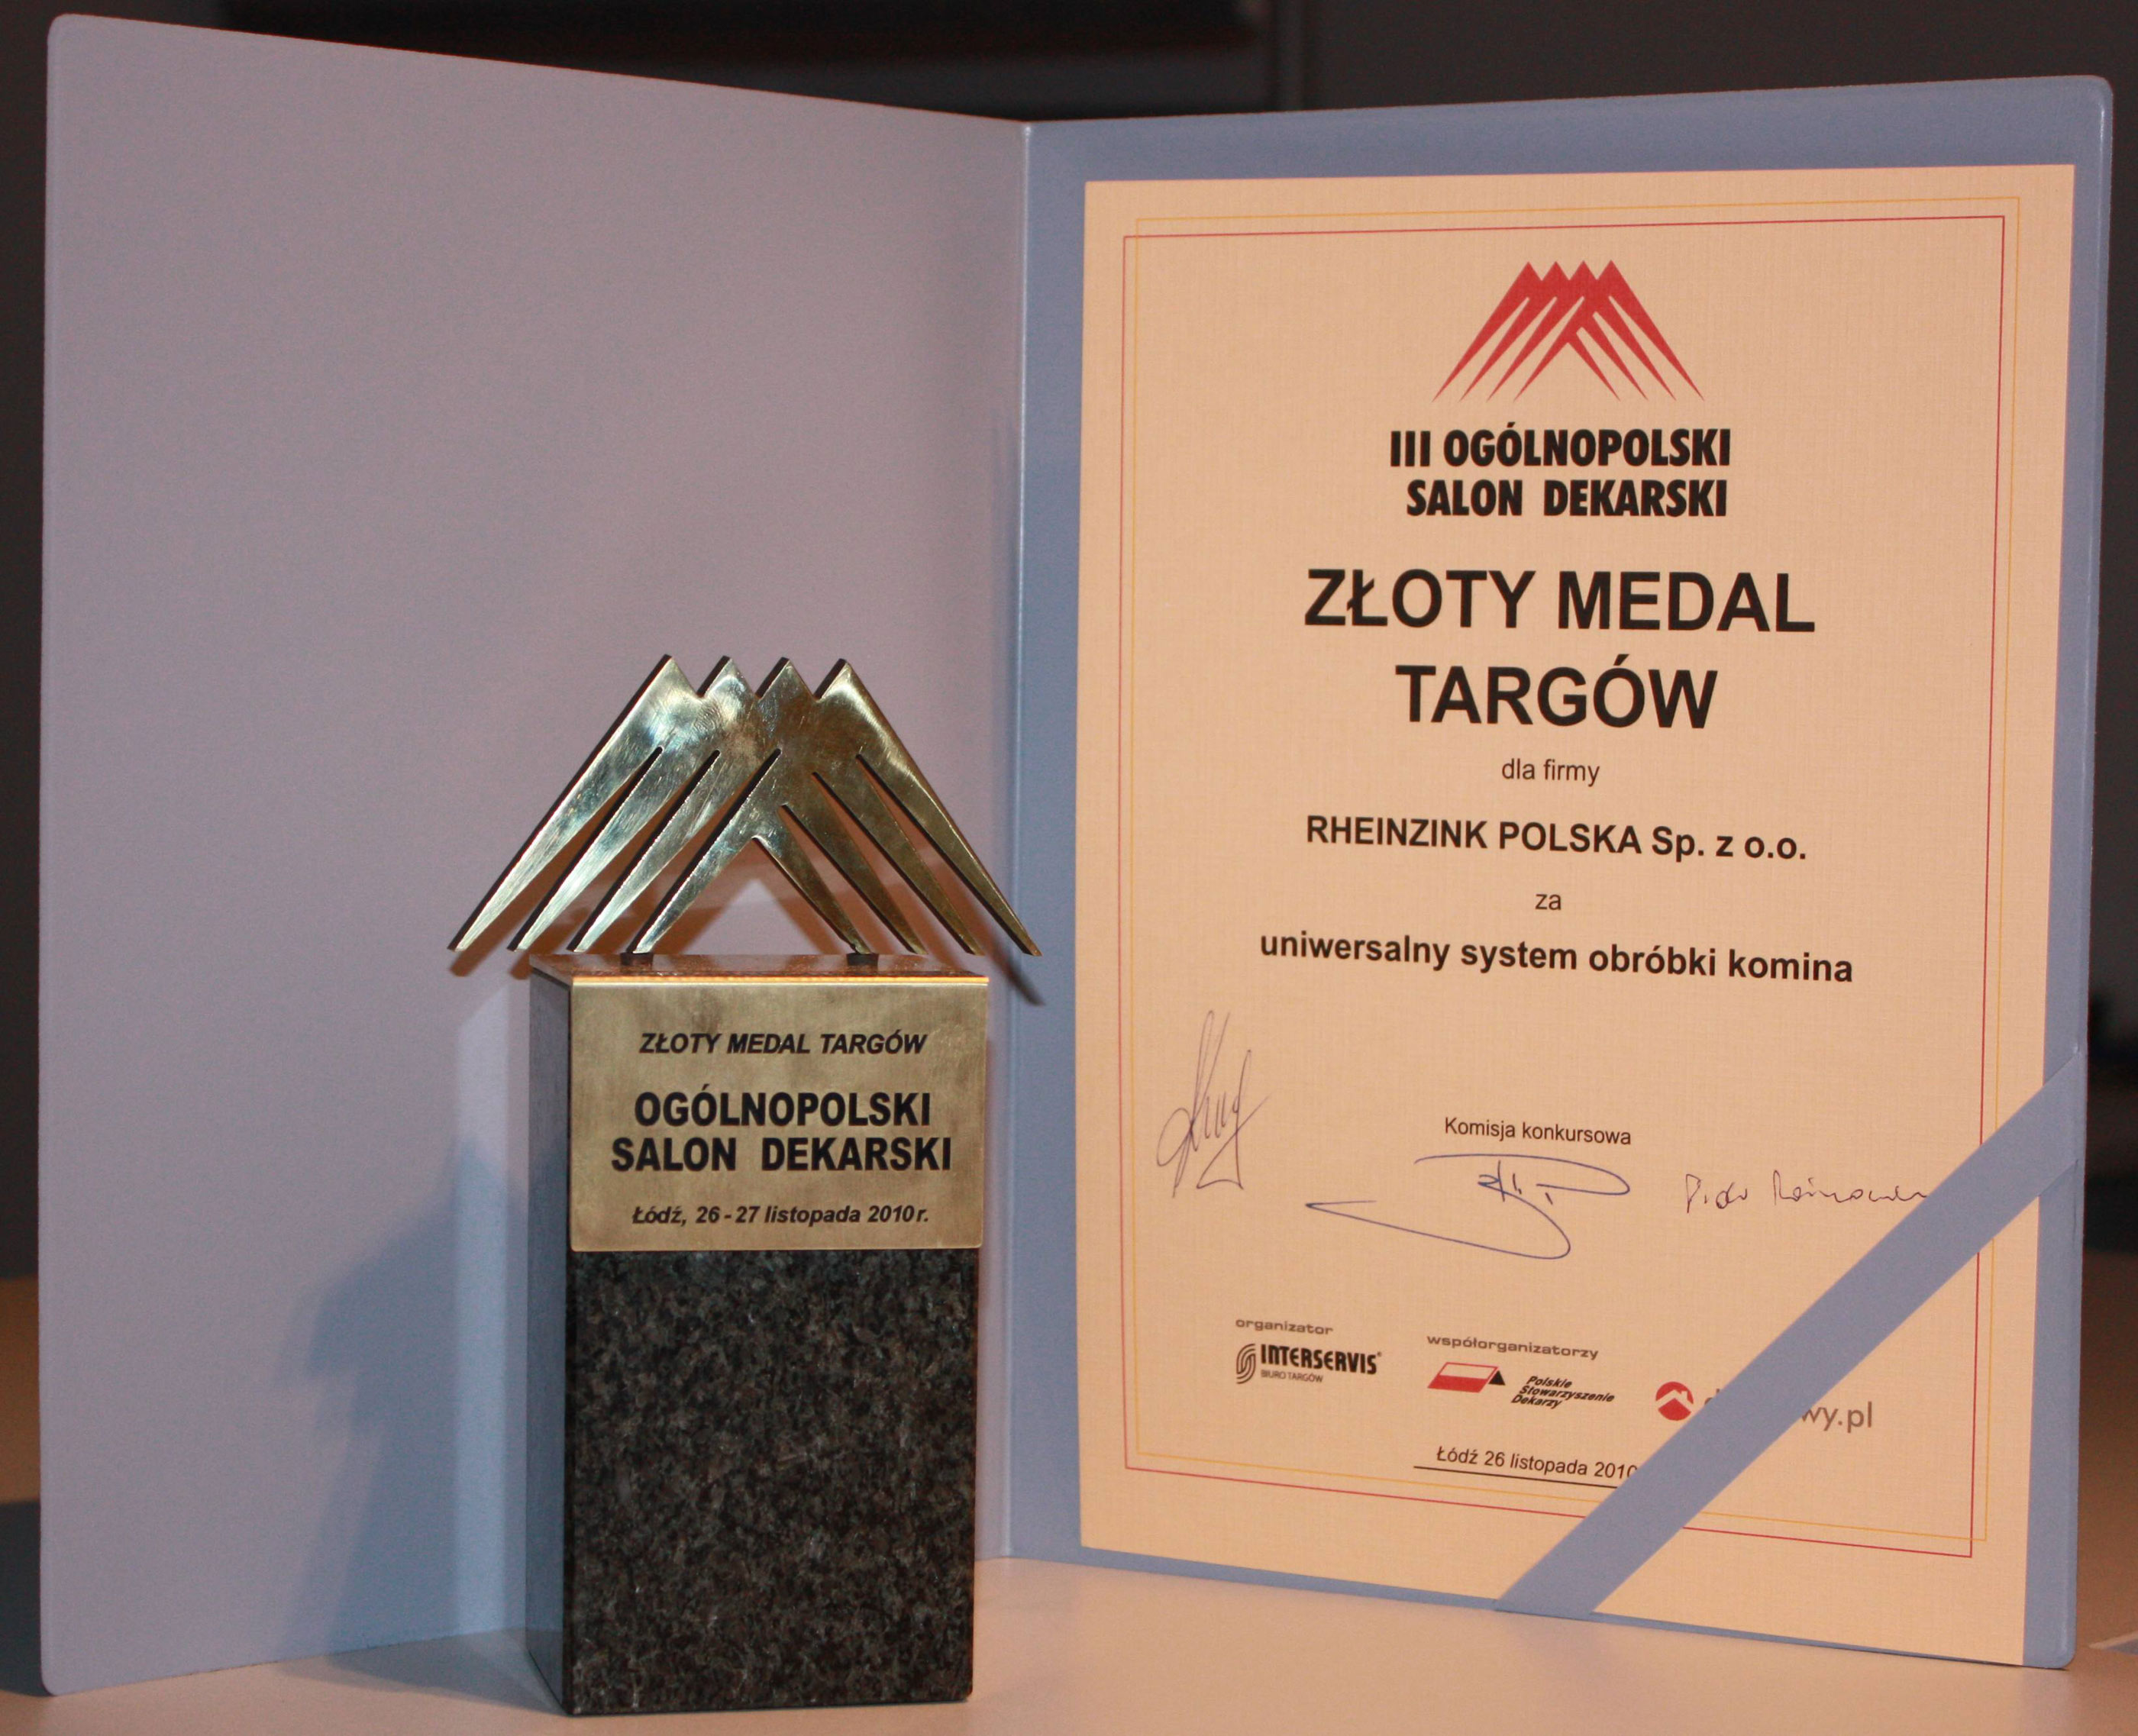 ZŁOTY MEDAL TARGÓW
OGÓLNOPOLSKI
SALON DEKARSKI
Łódź, 26-27 listopada 2010 r.
III OGÓLNOPOLSKI
SALON DEKARSKI
ZŁOTY MEDAL
TARGÓW
dla firmy
RHEINZINK POLSKA Sp. z o.o.
za
uniwersalny system obróbki komina
Komisja konkursowa
organizator
INTERSERVIS
BIURO TARGÓW
współorganizatorzy
Polskie
Stowarzyszenie
Dekarzy
wy.pl
Łódź 26 listopada 2010